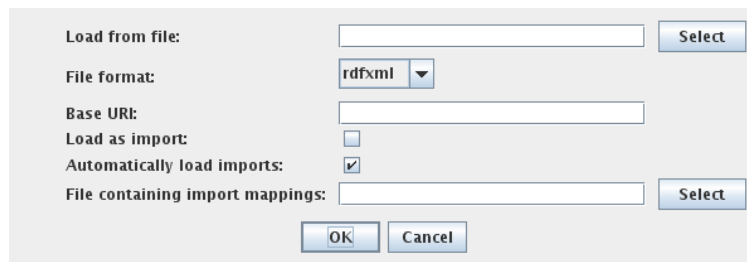 Load from file: Select
File format: rdfxml
Base URI:
Load as import:
Automatically load imports:
File containing import mappings: Select
OK Cancel